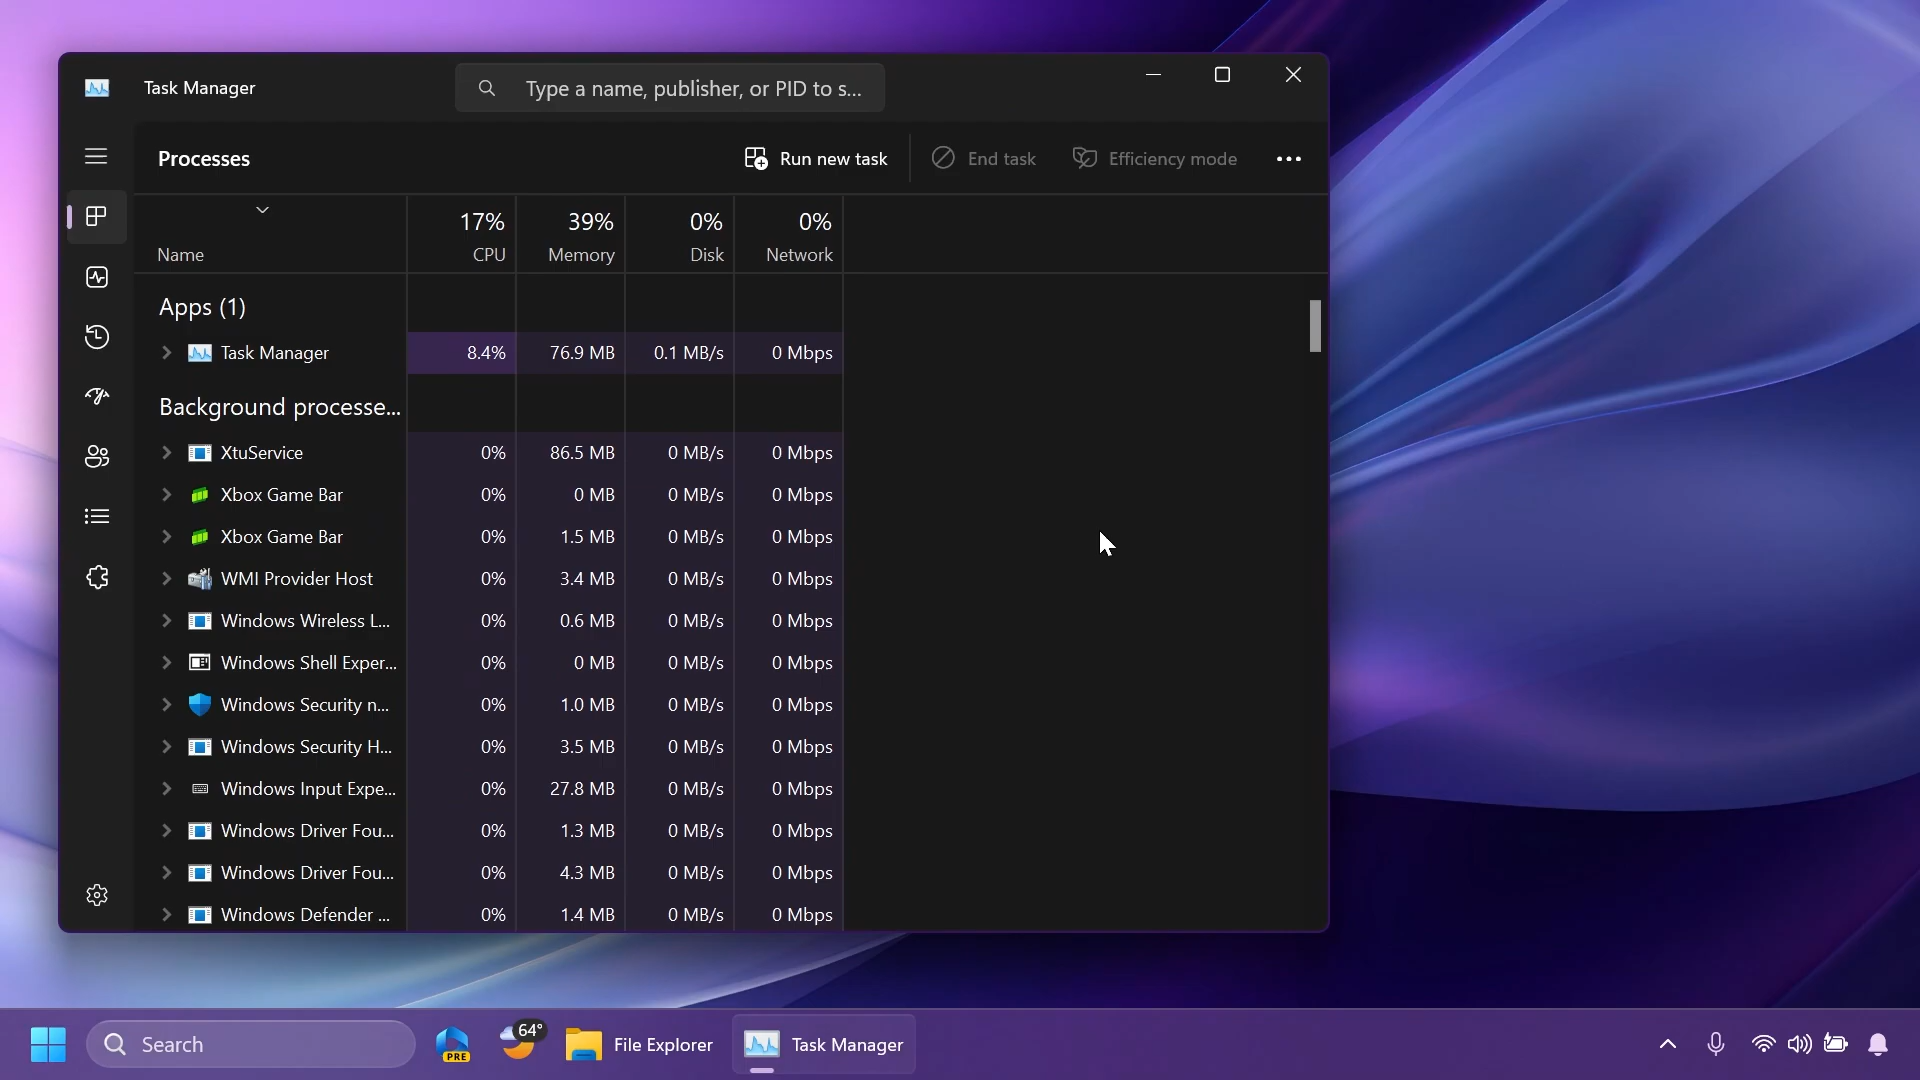 Task Manager
Type a name, publisher, or PID to s...
Processes
Run new task
End task
Efficiency mode
17% 39% 0% 0%
Name CPU Memory Disk Network
Apps (1)
Task Manager 8.4% 76.9 MB 0.1 MB/s 0 Mbps
Background processe...
XtuService 0% 86.5 MB 0 MB/s 0 Mbps
Xbox Game Bar 0% 0 MB 0 MB/s 0 Mbps
Xbox Game Bar 0% 1.5 MB 0 MB/s 0 Mbps
WMI Provider Host 0% 3.4 MB 0 MB/s 0 Mbps
Windows Wireless L... 0% 0.6 MB 0 MB/s 0 Mbps
Windows Shell Exper... 0% 0 MB 0 MB/s 0 Mbps
Windows Security n... 0% 1.0 MB 0 MB/s 0 Mbps
Windows Security H... 0% 3.5 MB 0 MB/s 0 Mbps
Windows Input Expe... 0% 27.8 MB 0 MB/s 0 Mbps
Windows Driver Fou... 0% 1.3 MB 0 MB/s 0 Mbps
Windows Driver Fou... 0% 4.3 MB 0 MB/s 0 Mbps
Windows Defender ... 0% 1.4 MB 0 MB/s 0 Mbps
Search
PRE
64°
File Explorer
Task Manager